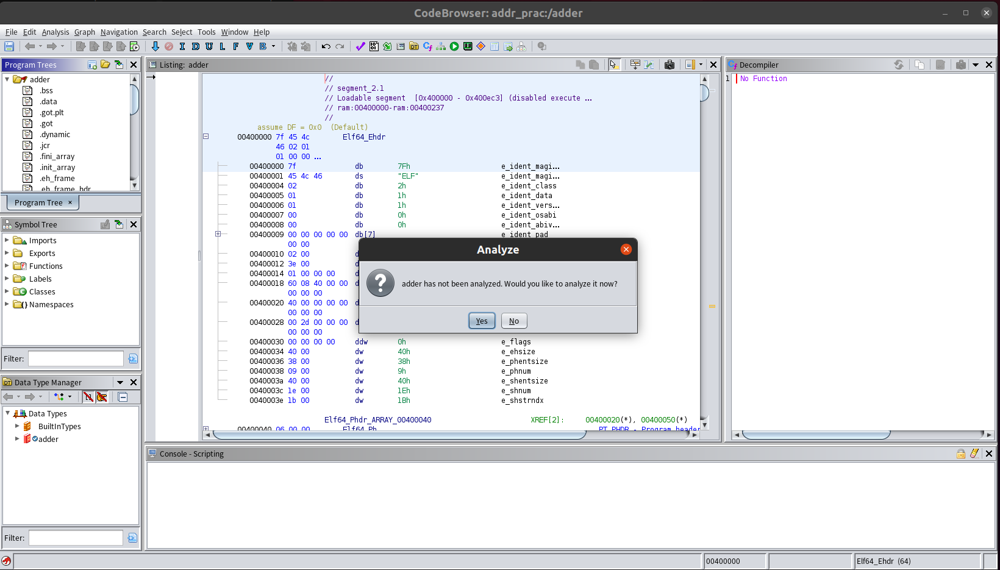 CodeBrowser: addr_prac:/adder
File Edit Analysis Graph Navigation Search Select Tools Window Help
I D U L F V B
Program Trees
adder
.bss
.data
.got.plt
.got
.dynamic
.jcr
.fini_array
.init_array
.eh_frame
.eh_frame_hdr
Program Tree ×
Symbol Tree
Imports
Exports
Functions
Labels
Classes
Namespaces
Filter:
Data Type Manager
Data Types
BuiltInTypes
adder
Filter:
Listing: adder
//
// segment_2.1
// Loadable segment [0x400000 - 0x400ec3] (disabled execute ...
// ram:00400000-ram:00400237
//
assume DF = 0x0 (Default)
00400000 7f 45 4c Elf64_Ehdr
46 02 01
01 00 00 ...
00400000 7f db 7Fh e_ident_magi...
00400001 45 4c 46 ds "ELF" e_ident_magi...
00400004 02 db 2h e_ident_class
00400005 01 db 1h e_ident_data
00400006 01 db 1h e_ident_vers...
00400007 00 db 0h e_ident_osabi
00400008 00 db 0h e_ident_abiv...
00400009 00 00 00 00 00 db[7] e_ident_pad
00 00
00400010 02 00 d
00400012 3e 00 d
00400014 01 00 00 00 d
00400018 60 08 40 00 00 d
00 00 00
00400020 40 00 00 00 00 d
00 00 00
00400028 00 2d 00 00 00 d
00 00 00
00400030 00 00 00 00 ddw 0h e_flags
00400034 40 00 dw 40h e_ehsize
00400036 38 00 dw 38h e_phentsize
00400038 09 00 dw 9h e_phnum
0040003a 40 00 dw 40h e_shentsize
0040003c 1e 00 dw 1Eh e_shnum
0040003e 1b 00 dw 1Bh e_shstrndx
Elf64_Phdr_ARRAY_00400040 XREF[2]: 00400020(*), 00400050(*)
00400040 06 00 00 Elf64_Ph PT_PHDR - Program header
Analyze
adder has not been analyzed. Would you like to analyze it now?
Yes No
Decompiler
1 No Function
Console - Scripting
00400000 Elf64_Ehdr (64)